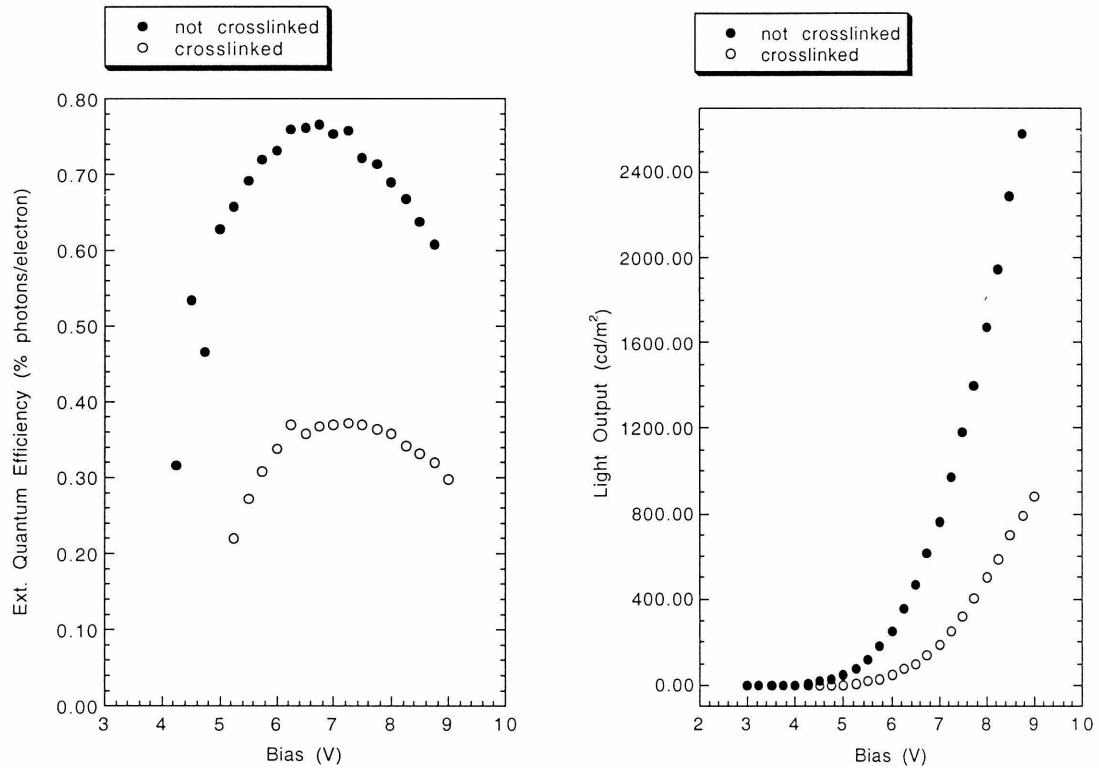 not crosslinked
crosslinked
0.80
0.70
0.60
0.50
0.40
0.30
0.20
0.10
0.00
3 4 5 6 7 8 9 10
Bias (V)
Ext. Quantum Efficiency (% photons/electron)
not crosslinked
crosslinked
2400.00
2000.00
1600.00
1200.00
800.00
400.00
0.00
2 3 4 5 6 7 8 9 10
Bias (V)
Light Output (cd/m²)